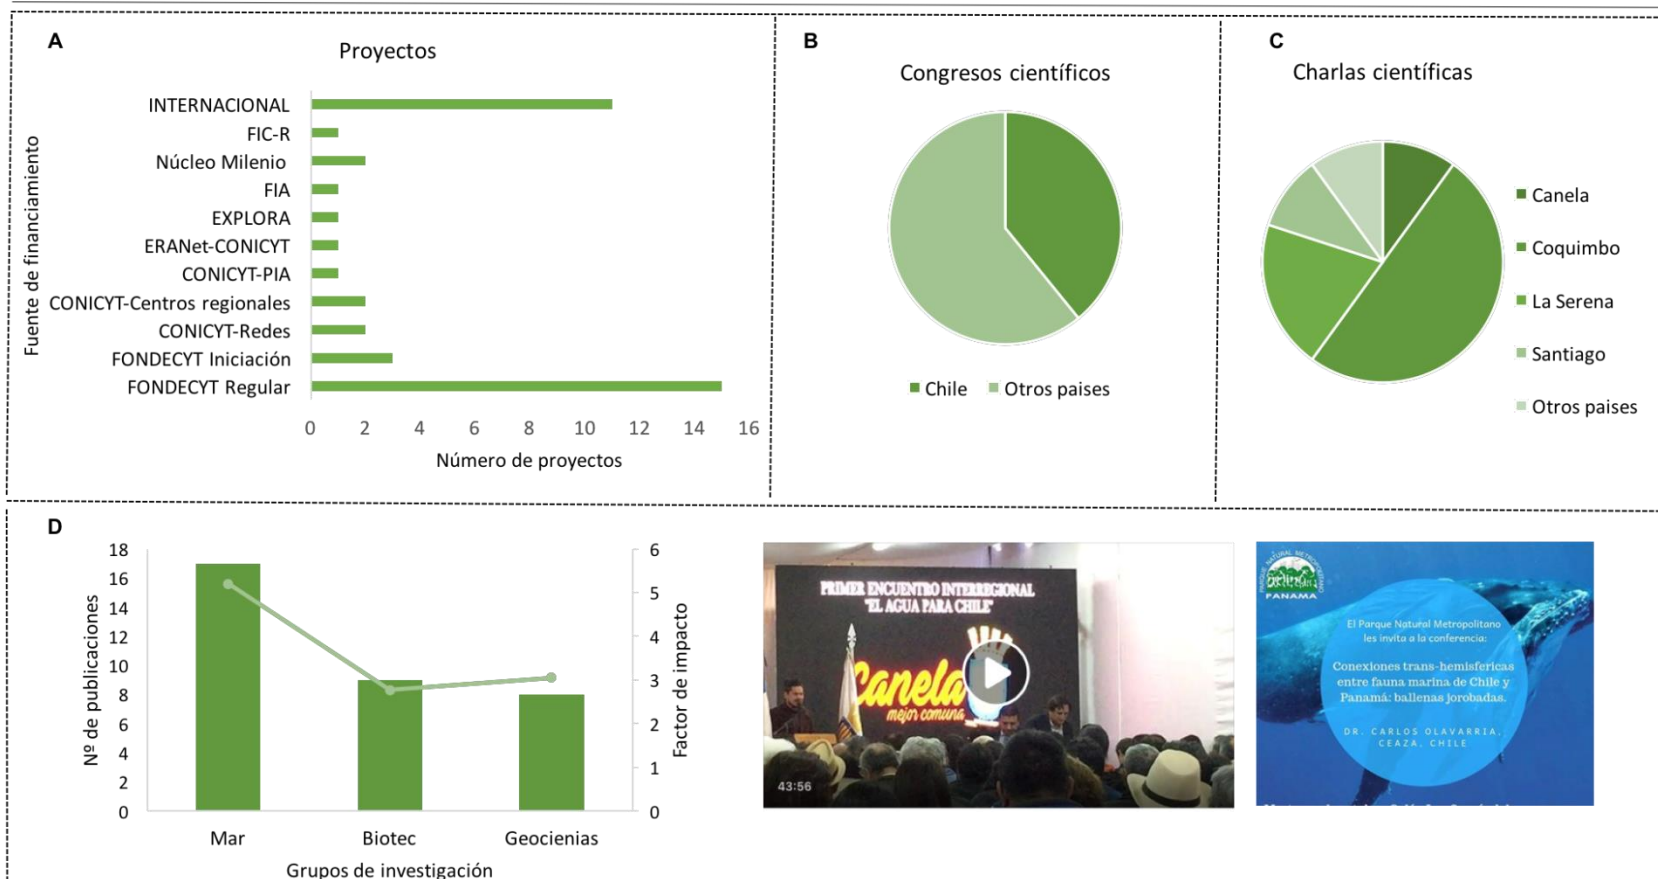 A
Proyectos
Fuente de financiamiento
INTERNACIONAL
FIC-R
Núcleo Milenio
FIA
EXPLORA
ERANet-CONICYT
CONICYT-PIA
CONICYT-Centros regionales
CONICYT-Redes
FONDECYT Iniciación
FONDECYT Regular
0 2 4 6 8 10 12 14 16
Número de proyectos
B
Congresos científicos
Chile Otros paises
C
Charlas científicas
Canela
Coquimbo
La Serena
Santiago
Otros paises
D
Nº de publicaciones
18
16
14
12
10
8
6
4
2
0
6
5
4
3
2
1
0
Factor de impacto
Mar Biotec Geocienias
Grupos de investigación
PRIMER ENCUENTRO INTERREGIONAL
"EL AGUA PARA CHILE"
Canela
mejor comuna
43:56
PARQUE NATURAL METROPOLITANO
PANAMA
El Parque Natural Metropolitano
les invita a la conferencia:
Conexiones trans-hemisfericas
entre fauna marina de Chile y
Panamá: ballenas jorobadas.
DR. CARLOS OLAVARRIA,
CEAZA, CHILE